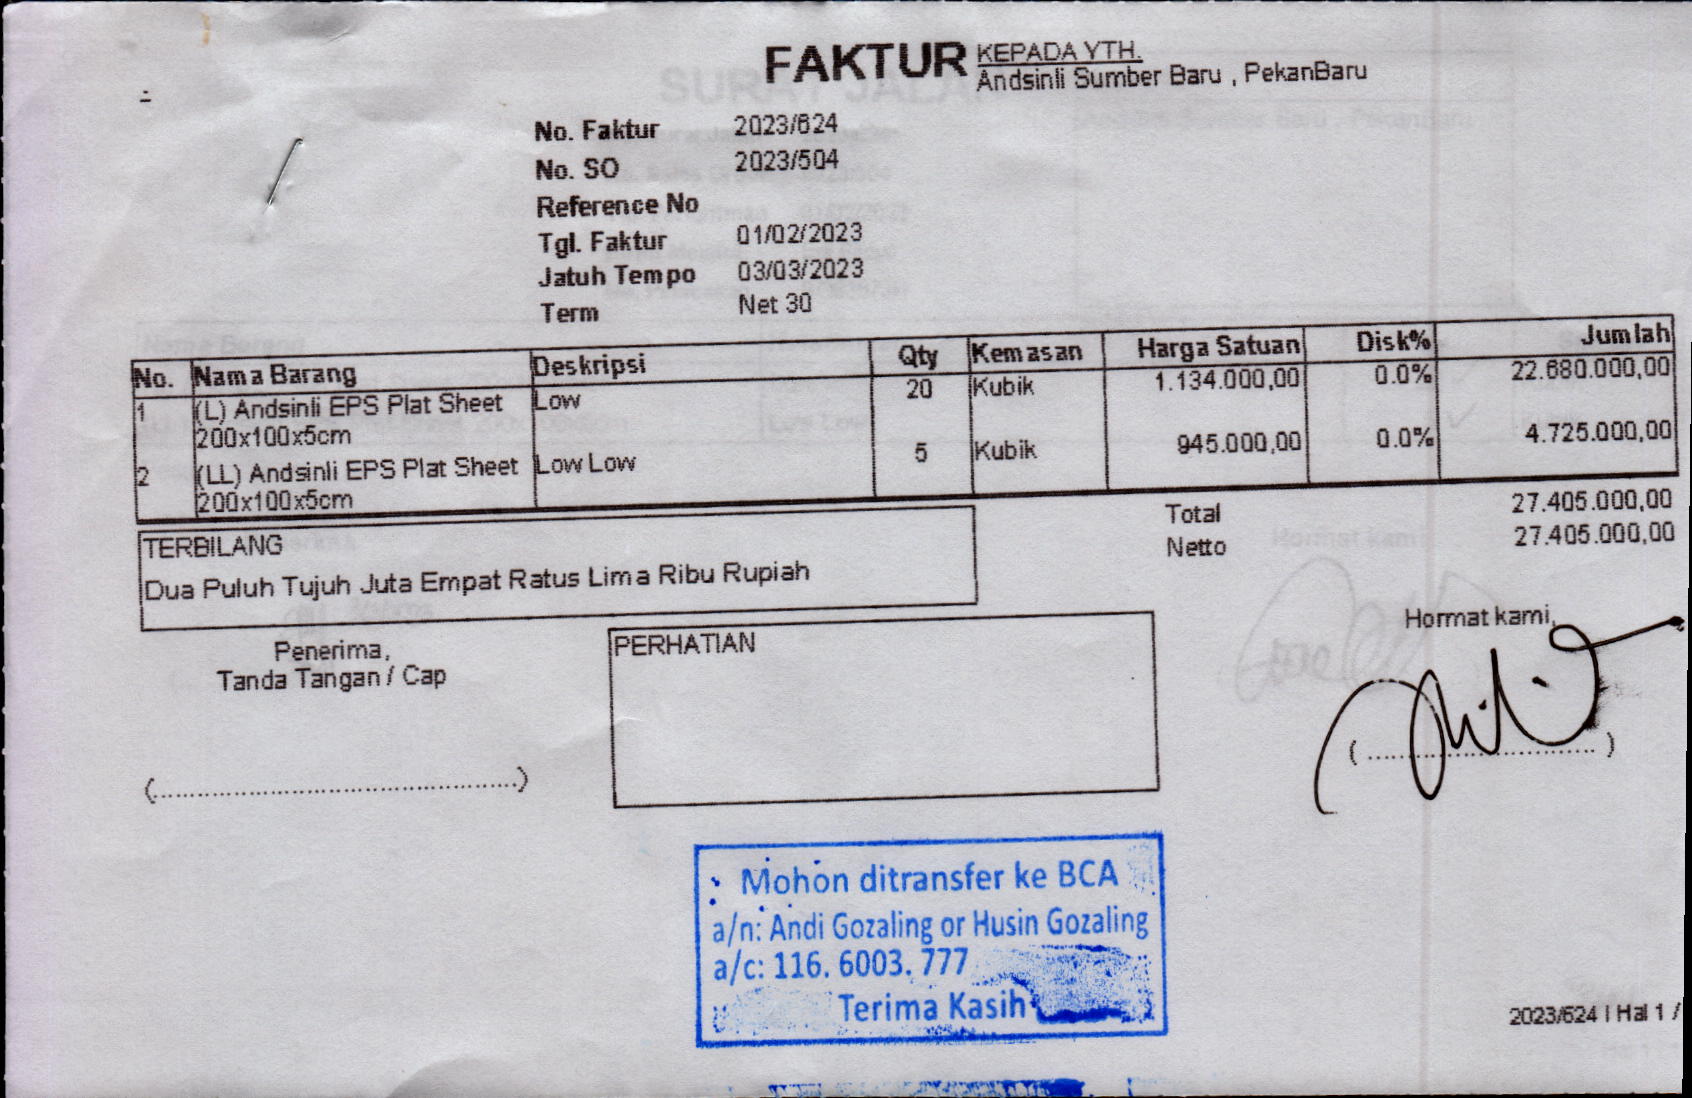 FAKTUR
KEPADA YTH.
Andsinli Sumber Baru , PekanBaru
No. Faktur 2023/624
No. SO 2023/504
Reference No
Tgl. Faktur 01/02/2023
Jatuh Tempo 03/03/2023
Term Net 30
No. Nama Barang Deskripsi Qty Kemasan Harga Satuan Disk% Jumlah
1 (L) Andsinli EPS Plat Sheet Low 20 Kubik 1.134.000,00 0.0% 22.680.000,00
200x100x5cm
2 (LL) Andsinli EPS Plat Sheet Low Low 5 Kubik 945.000,00 0.0% 4.725.000,00
200x100x5cm
Total 27.405.000,00
Netto 27.405.000,00
TERBILANG
Dua Puluh Tujuh Juta Empat Ratus Lima Ribu Rupiah
Penerima,
Tanda Tangan / Cap
(................................................)
PERHATIAN
Hormat kami,
(..............................)
Mohon ditransfer ke BCA
a/n: Andi Gozaling or Husin Gozaling
a/c: 116. 6003. 777
Terima Kasih
2023/624 | Hal 1 /